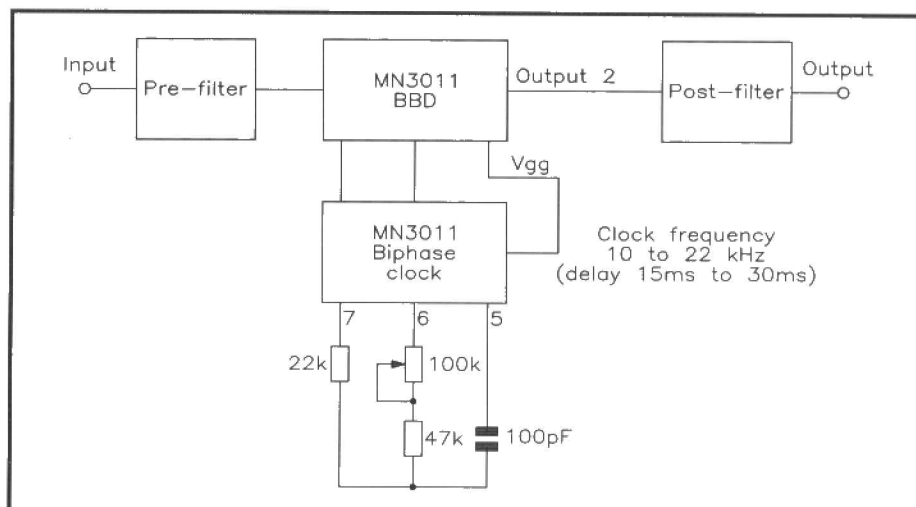 Input
Pre-filter
MN3011
BBD
Output 2
Post-filter
Output
Vgg
MN3011
Biphase
clock
Clock frequency
10 to 22 kHz
(delay 15ms to 30ms)
7
6
5
22k
100k
47k
100pF